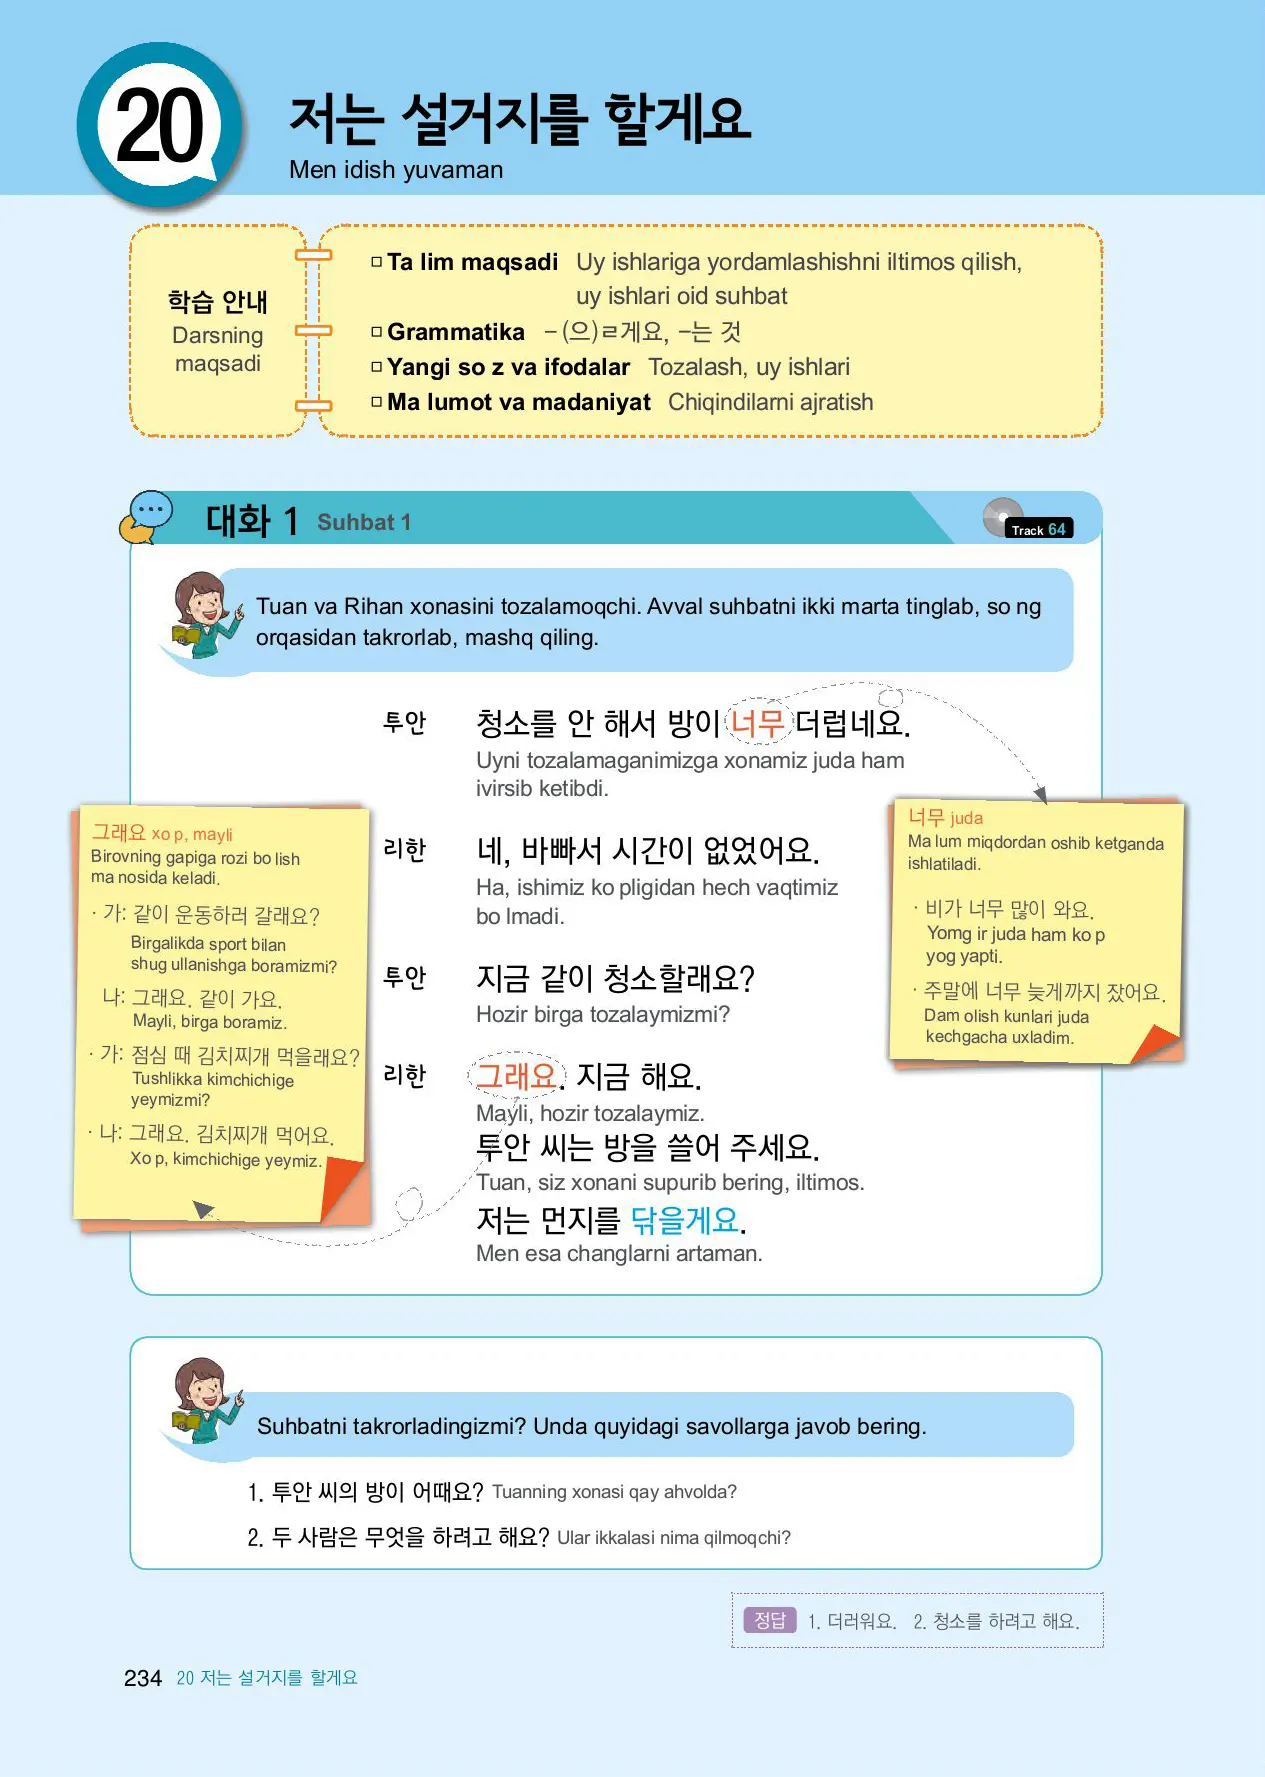 20
저는 설거지를 할게요
Men idish yuvaman
学습 안내
Darsning
maqsadi
Ta lim maqsadi Uy ishlariga yordamlashishni iltimos qilish,
uy ishlari oid suhbat
Grammatika -(으)ㄹ게요, -는 것
Yangi so z va ifodalar Tozalash, uy ishlari
Ma lumot va madaniyat Chiqindilarni ajratish
대화 1 Suhbat 1
Track 64
Tuan va Rihan xonasini tozalamoqchi. Avval suhbatni ikki marta tinglab, so ng
orqasidan takrorlab, mashq qiling.
투안 청소를 안 해서 방이 너무 더럽네요.
Uyni tozalamaganimizga xonamiz juda ham
ivirsib ketibdi.
리한 네, 바빠서 시간이 없었어요.
Ha, ishimiz ko pligidan hech vaqtimiz
bo lmadi.
투안 지금 같이 청소할래요?
Hozir birga tozalaymizmi?
리한 그래요. 지금 해요.
Mayli, hozir tozalaymiz.
투안 씨는 방을 쓸어 주세요.
Tuan, siz xonani supurib bering, iltimos.
저는 먼지를 닦을게요.
Men esa changlarni artaman.
그래요 xo p, mayli
Birovning gapiga rozi bo lish
ma nosida keladi.
· 가: 같이 운동하러 갈래요?
Birgalikda sport bilan
shug ullanishga boramizmi?
냐: 그래요. 같이 가요.
Mayli, birga boramiz.
· 가: 점심 때 김치찌개 먹을래요?
Tushlikka kimchichige
yeymizmi?
· 나: 그래요. 김치찌개 먹어요.
Xo p, kimchichige yeymiz.
너무 juda
Ma lum miqdordan oshib ketganda
ishlatiladi.
· 비가 너무 많이 와요.
Yomg ir juda ham ko p
yog yapti.
· 주말에 너무 늦게까지 잤어요.
Dam olish kunlari juda
kechgacha uxladim.
Suhbatni takrorladingizmi? Unda quyidagi savollarga javob bering.
1. 투안 씨의 방이 어때요? Tuanning xonasi qay ahvolda?
2. 두 사람은 무엇을 하려고 해요? Ular ikkalasi nima qilmoqchi?
정답 1. 더러워요. 2. 청소를 하려고 해요.
234 20 저는 설거지를 할게요